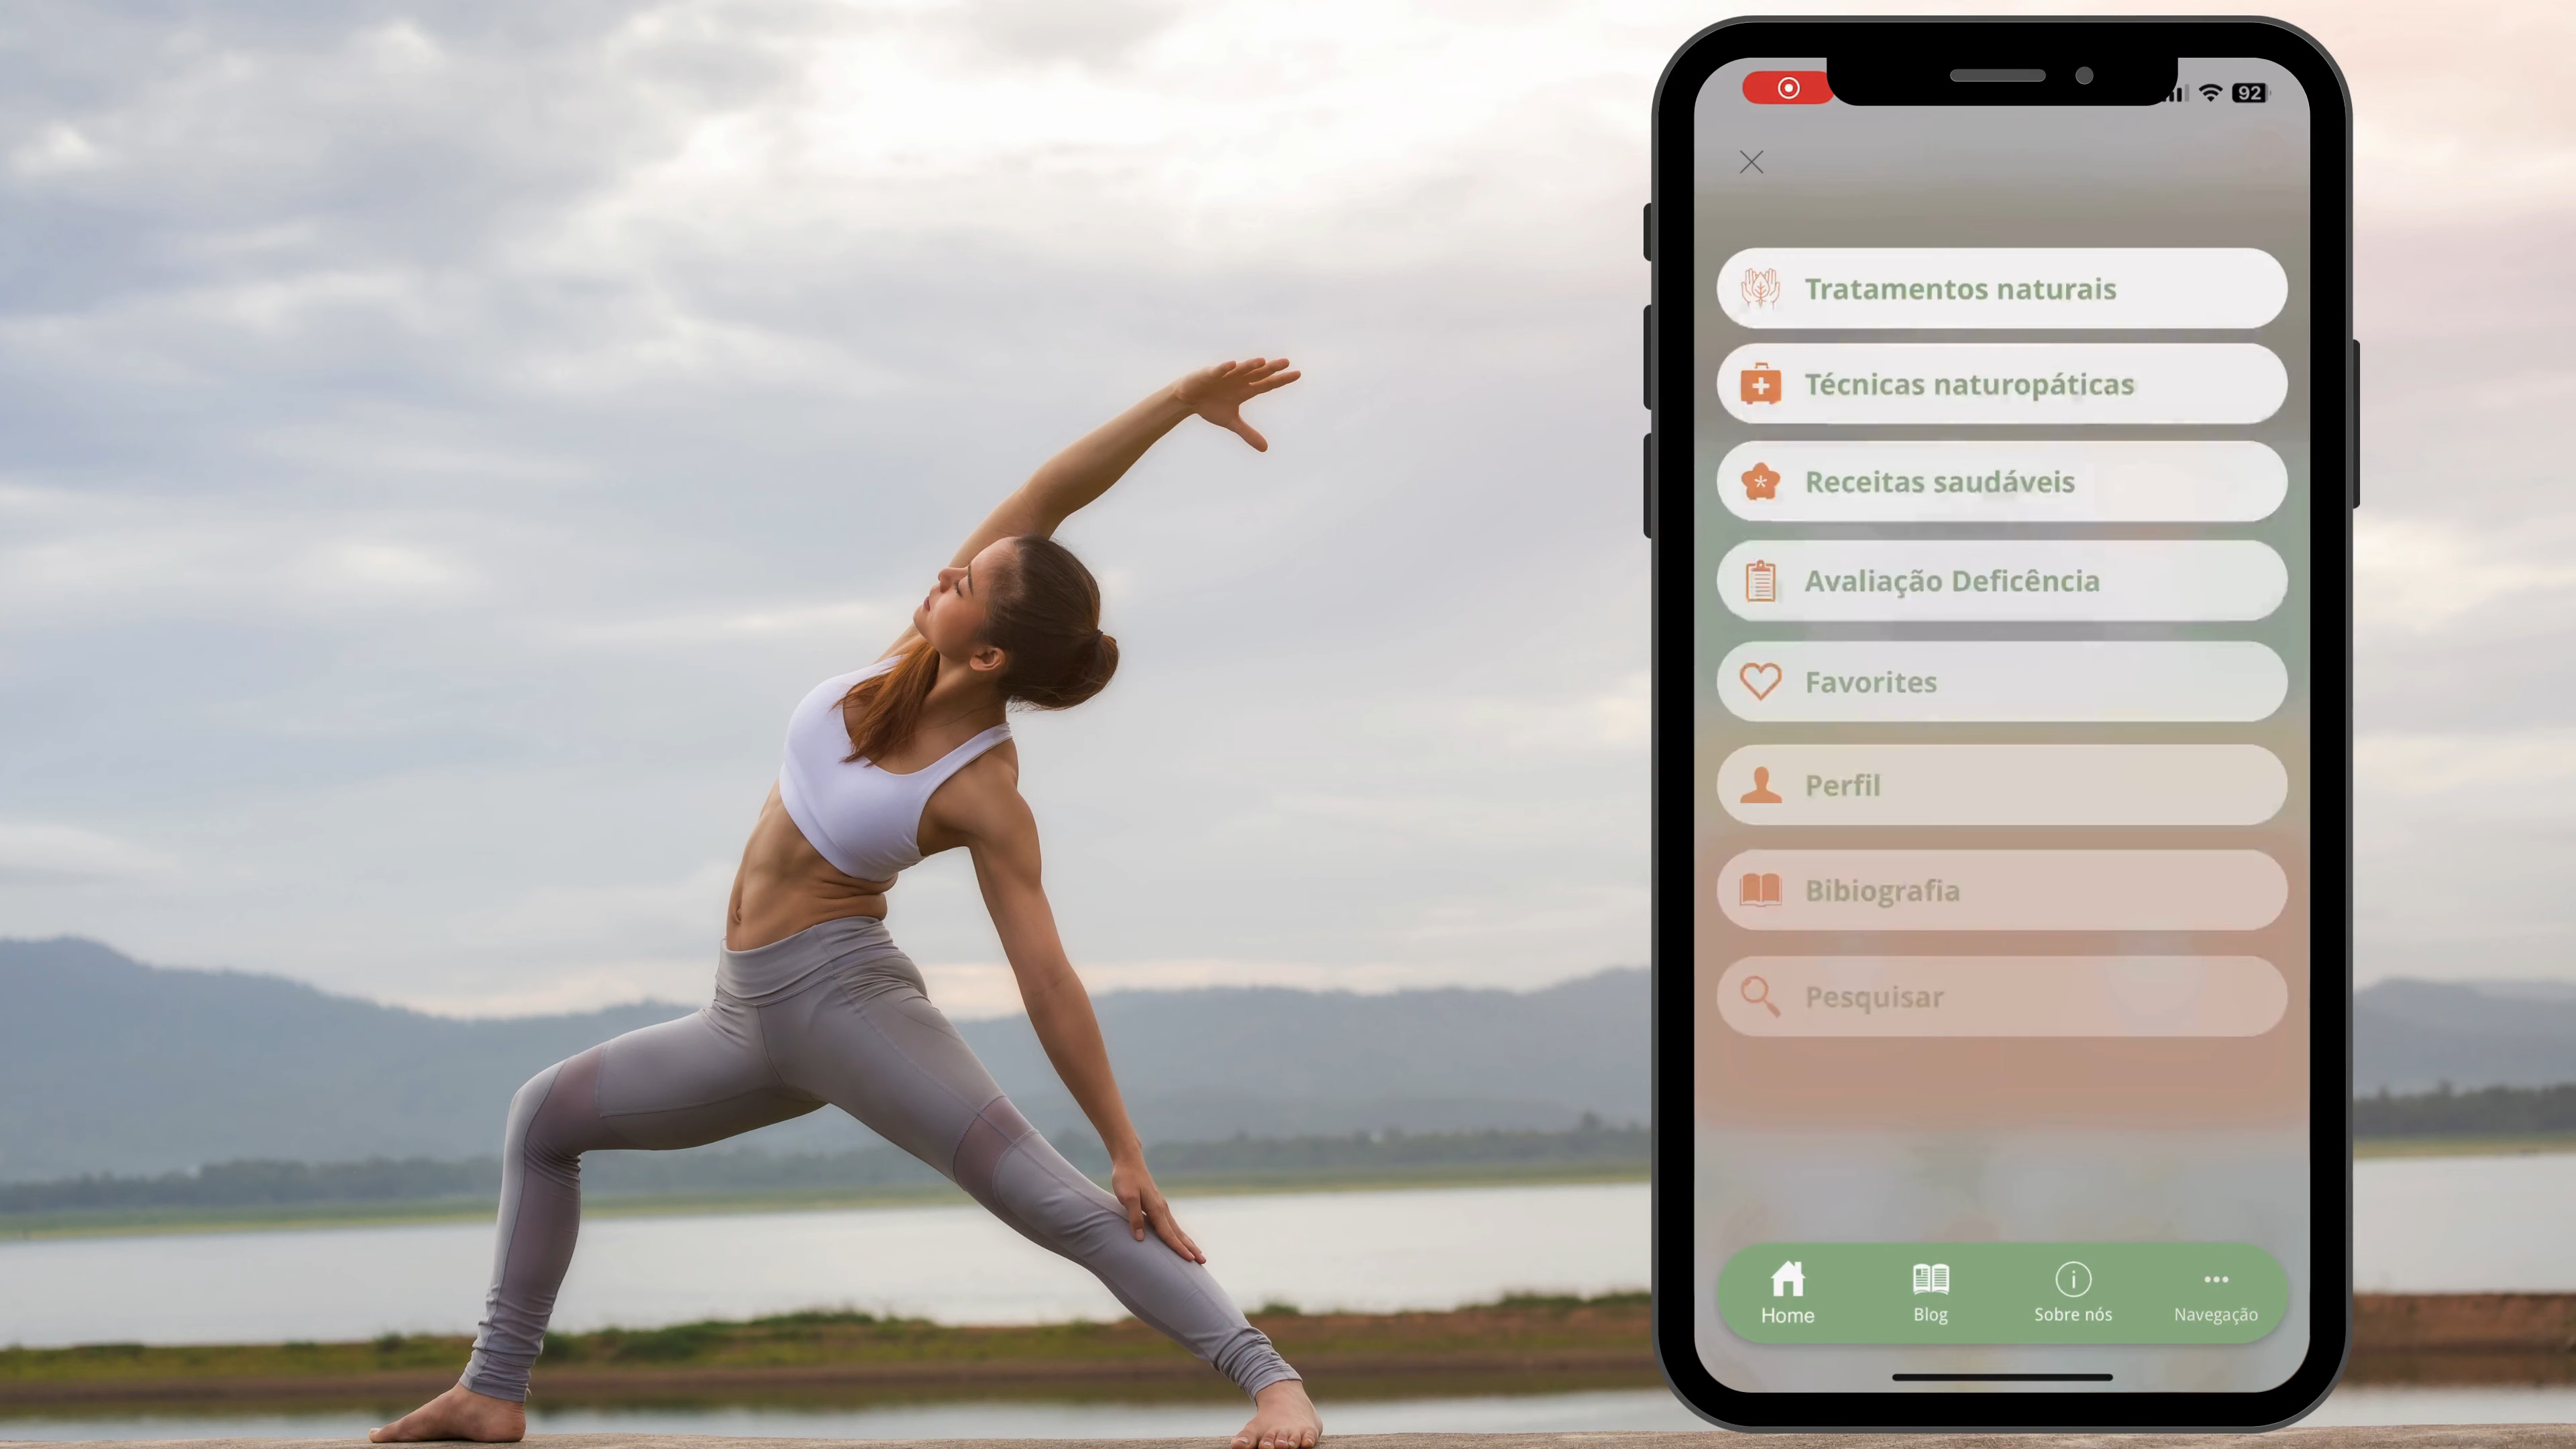 92
Tratamentos naturais
Técnicas naturopáticas
Receitas saudáveis
Avaliação Deficência
Favorites
Perfil
Bibiografia
Pesquisar
Home Blog Sobre nós Navegação